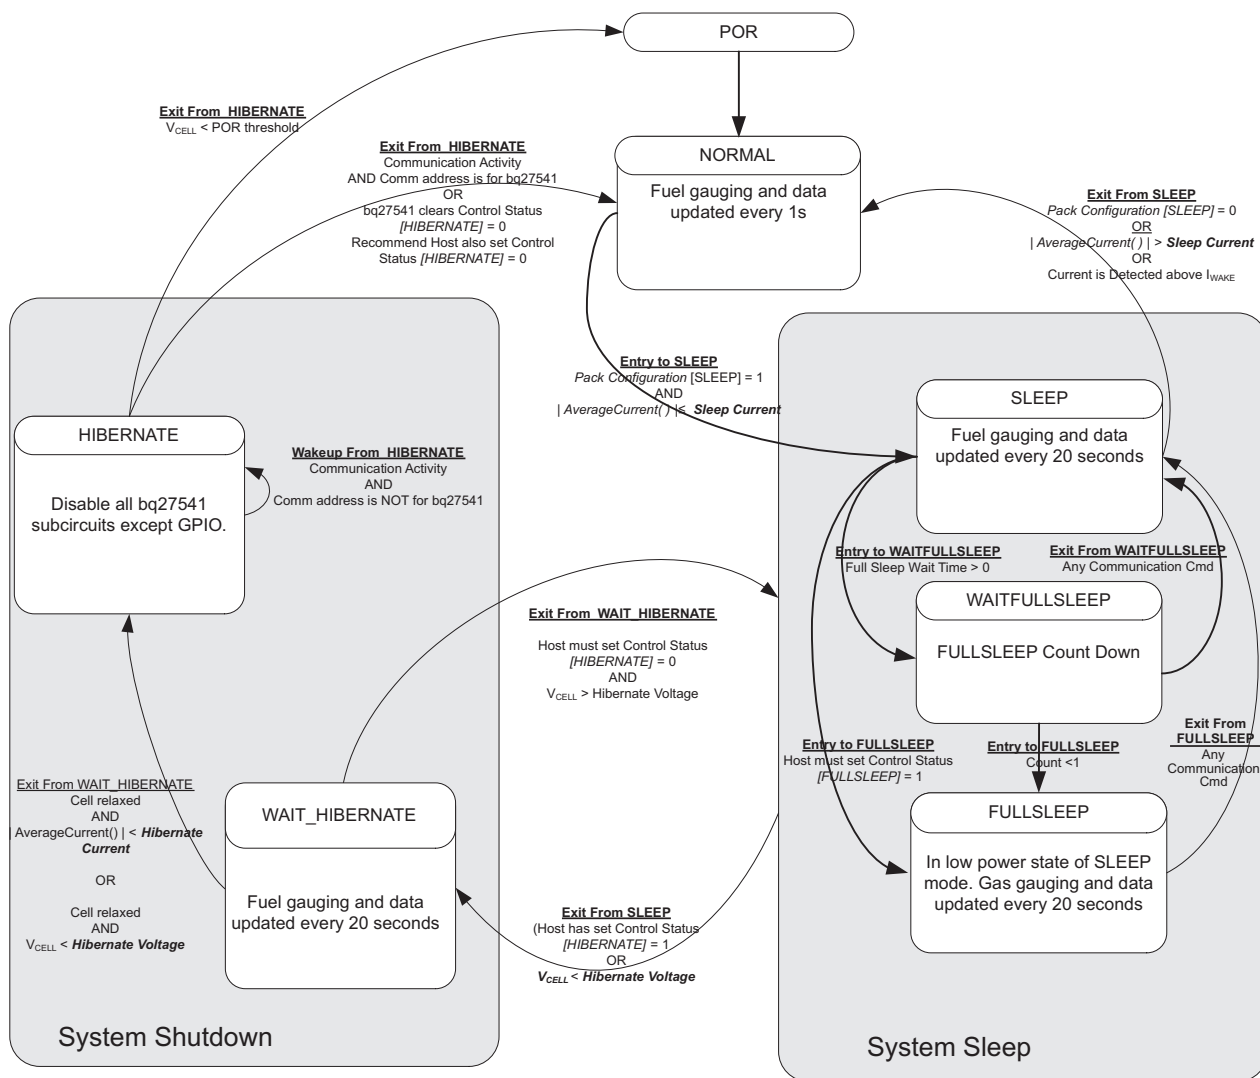 POR
Exit From HIBERNATE
VCELL < POR threshold
Exit From HIBERNATE
Communication Activity
AND Comm address is for bq27541
OR
bq27541 clears Control Status
[HIBERNATE] = 0
Recommend Host also set Control
Status [HIBERNATE] = 0
NORMAL
Fuel gauging and data
updated every 1s
Exit From SLEEP
Pack Configuration [SLEEP] = 0
OR
| AverageCurrent( ) | > Sleep Current
OR
Current is Detected above IWAKE
Entry to SLEEP
Pack Configuration [SLEEP] = 1
AND
| AverageCurrent( ) |≤ Sleep Current
HIBERNATE
Disable all bq27541
subcircuits except GPIO.
Wakeup From HIBERNATE
Communication Activity
AND
Comm address is NOT for bq27541
SLEEP
Fuel gauging and data
updated every 20 seconds
Entry to WAITFULLSLEEP
Full Sleep Wait Time > 0
Exit From WAITFULLSLEEP
Any Communication Cmd
WAITFULLSLEEP
FULLSLEEP Count Down
Exit From WAIT_HIBERNATE
Host must set Control Status
[HIBERNATE] = 0
AND
VCELL > Hibernate Voltage
Entry to FULLSLEEP
Host must set Control Status
[FULLSLEEP] = 1
Entry to FULLSLEEP
Count <1
Exit From
FULLSLEEP
Any
Communication
Cmd
Exit From WAIT_HIBERNATE
Cell relaxed
AND
| AverageCurrent() | < Hibernate
Current
OR
Cell relaxed
AND
VCELL < Hibernate Voltage
WAIT_HIBERNATE
Fuel gauging and data
updated every 20 seconds
FULLSLEEP
In low power state of SLEEP
mode. Gas gauging and data
updated every 20 seconds
Exit From SLEEP
(Host has set Control Status
[HIBERNATE] = 1
OR
VCELL < Hibernate Voltage
System Shutdown
System Sleep